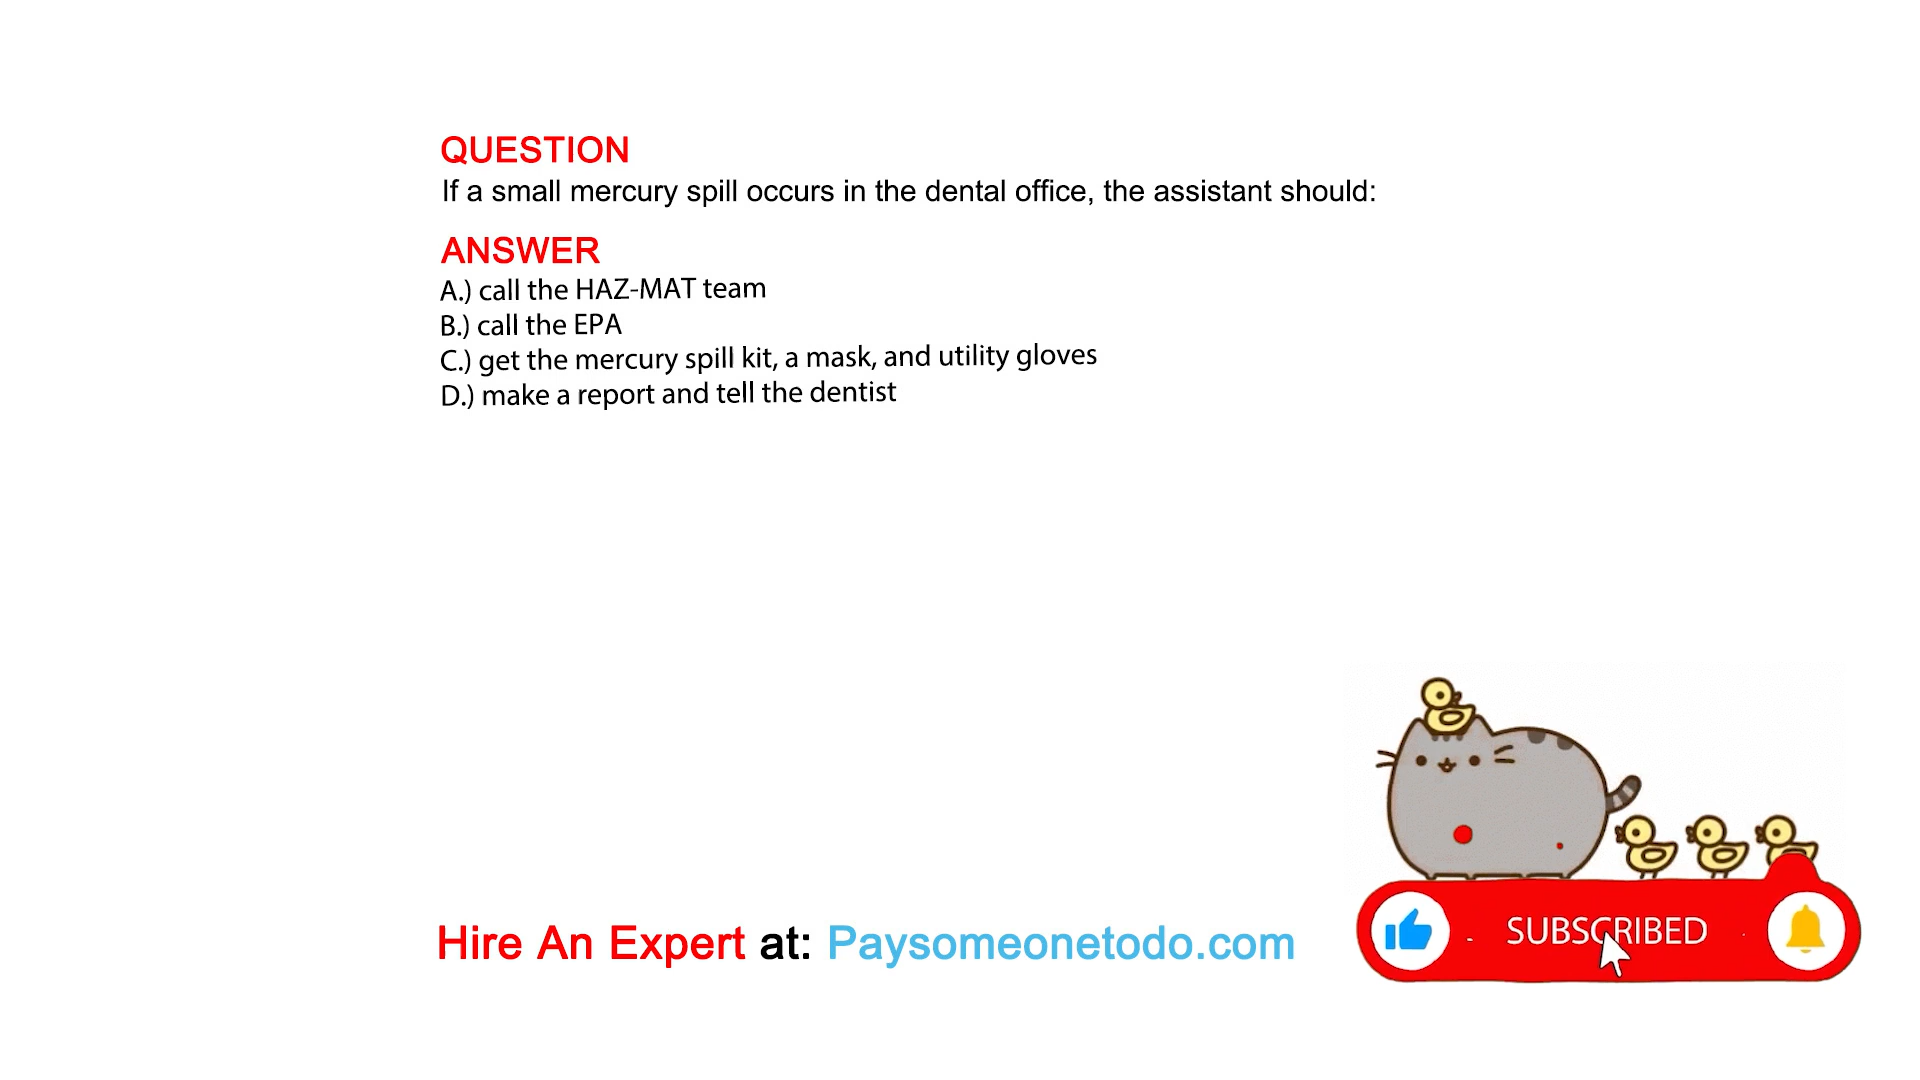 QUESTION
If a small mercury spill occurs in the dental office, the assistant should:
ANSWER
A.) call the HAZ-MAT team
B.) call the EPA
C.) get the mercury spill kit, a mask, and utility gloves
D.) make a report and tell the dentist
Hire An Expert at: Paysomeonetodo.com
SUBSCRIBED